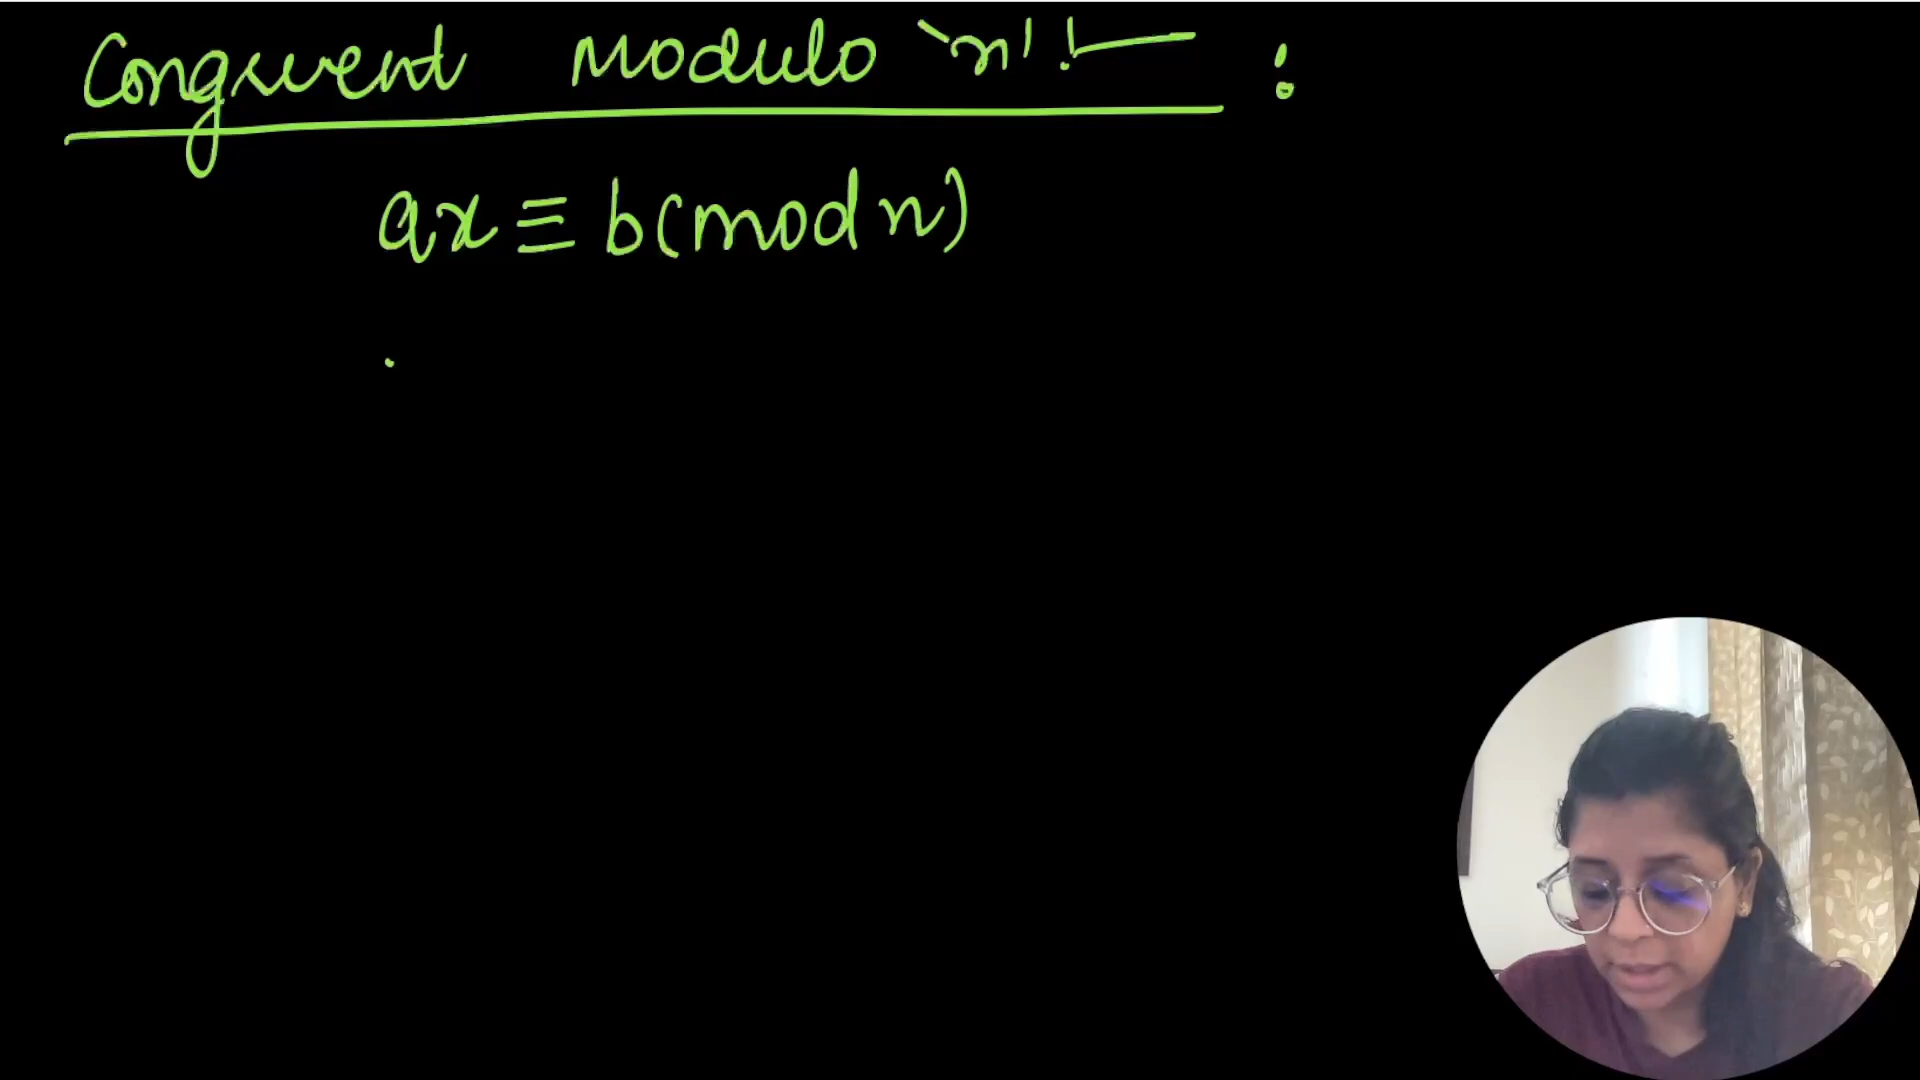 Congruent Modulo `n' :- :
ax ≡ b(mod n)